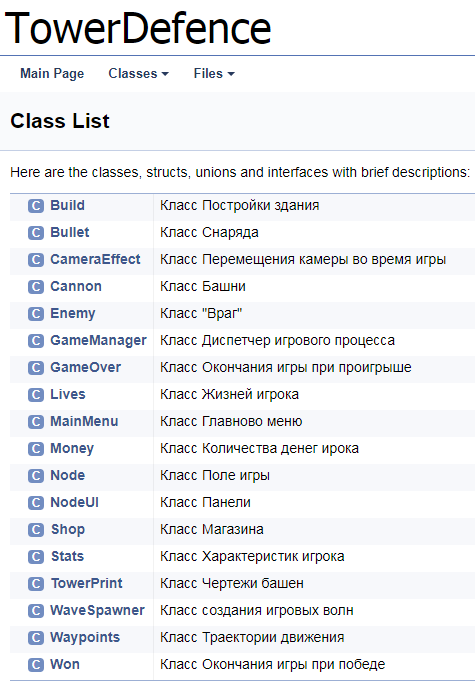 TowerDefence
Main Page Classes Files
Class List
Here are the classes, structs, unions and interfaces with brief descriptions:
C Build Класс Постройки здания
C Bullet Класс Снаряда
C CameraEffect Класс Перемещения камеры во время игры
C Cannon Класс Башни
C Enemy Класс "Враг"
C GameManager Класс Диспетчер игрового процесса
C GameOver Класс Окончания игры при проигрыше
C Lives Класс Жизней игрока
C MainMenu Класс Главново меню
C Money Класс Количества денег ирока
C Node Класс Поле игры
C NodeUI Класс Панели
C Shop Класс Магазина
C Stats Класс Характеристик игрока
C TowerPrint Класс Чертежи башен
C WaveSpawner Класс создания игровых волн
C Waypoints Класс Траектории движения
C Won Класс Окончания игры при победе